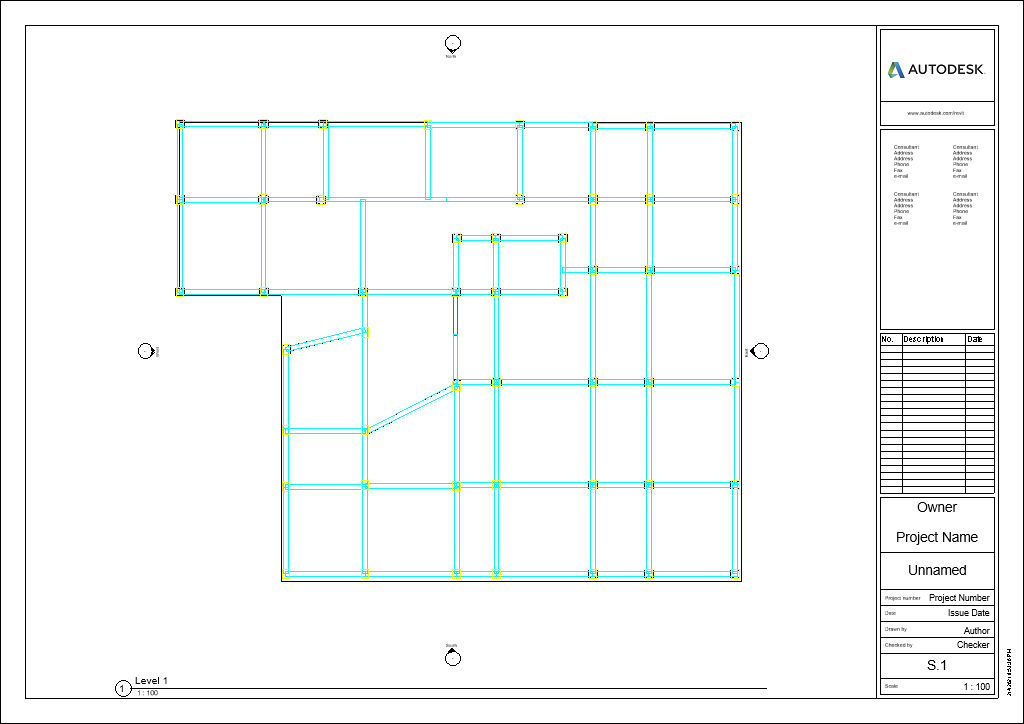 North
AUTODESK.
www.autodesk.com/revit
Consultant Consultant
Address Address
Address Address
Phone Phone
Fax Fax
e-mail e-mail
Consultant Consultant
Address Address
Address Address
Phone Phone
Fax Fax
e-mail e-mail
No. Description Date
Owner
Project Name
Unnamed
Project number Project Number
Date Issue Date
Drawn by Author
Checked by Checker
S.1
Scale 1 : 100
South
1 Level 1
1 : 100